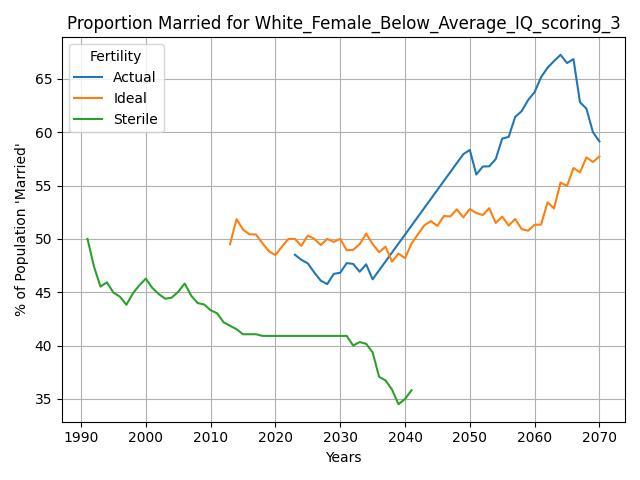 Proportion Married for White_Female_Below_Average_IQ_scoring_3
Fertility
Actual
Ideal
Sterile
% of Population 'Married'
65
60
55
50
45
40
35
1990 2000 2010 2020 2030 2040 2050 2060 2070
Years